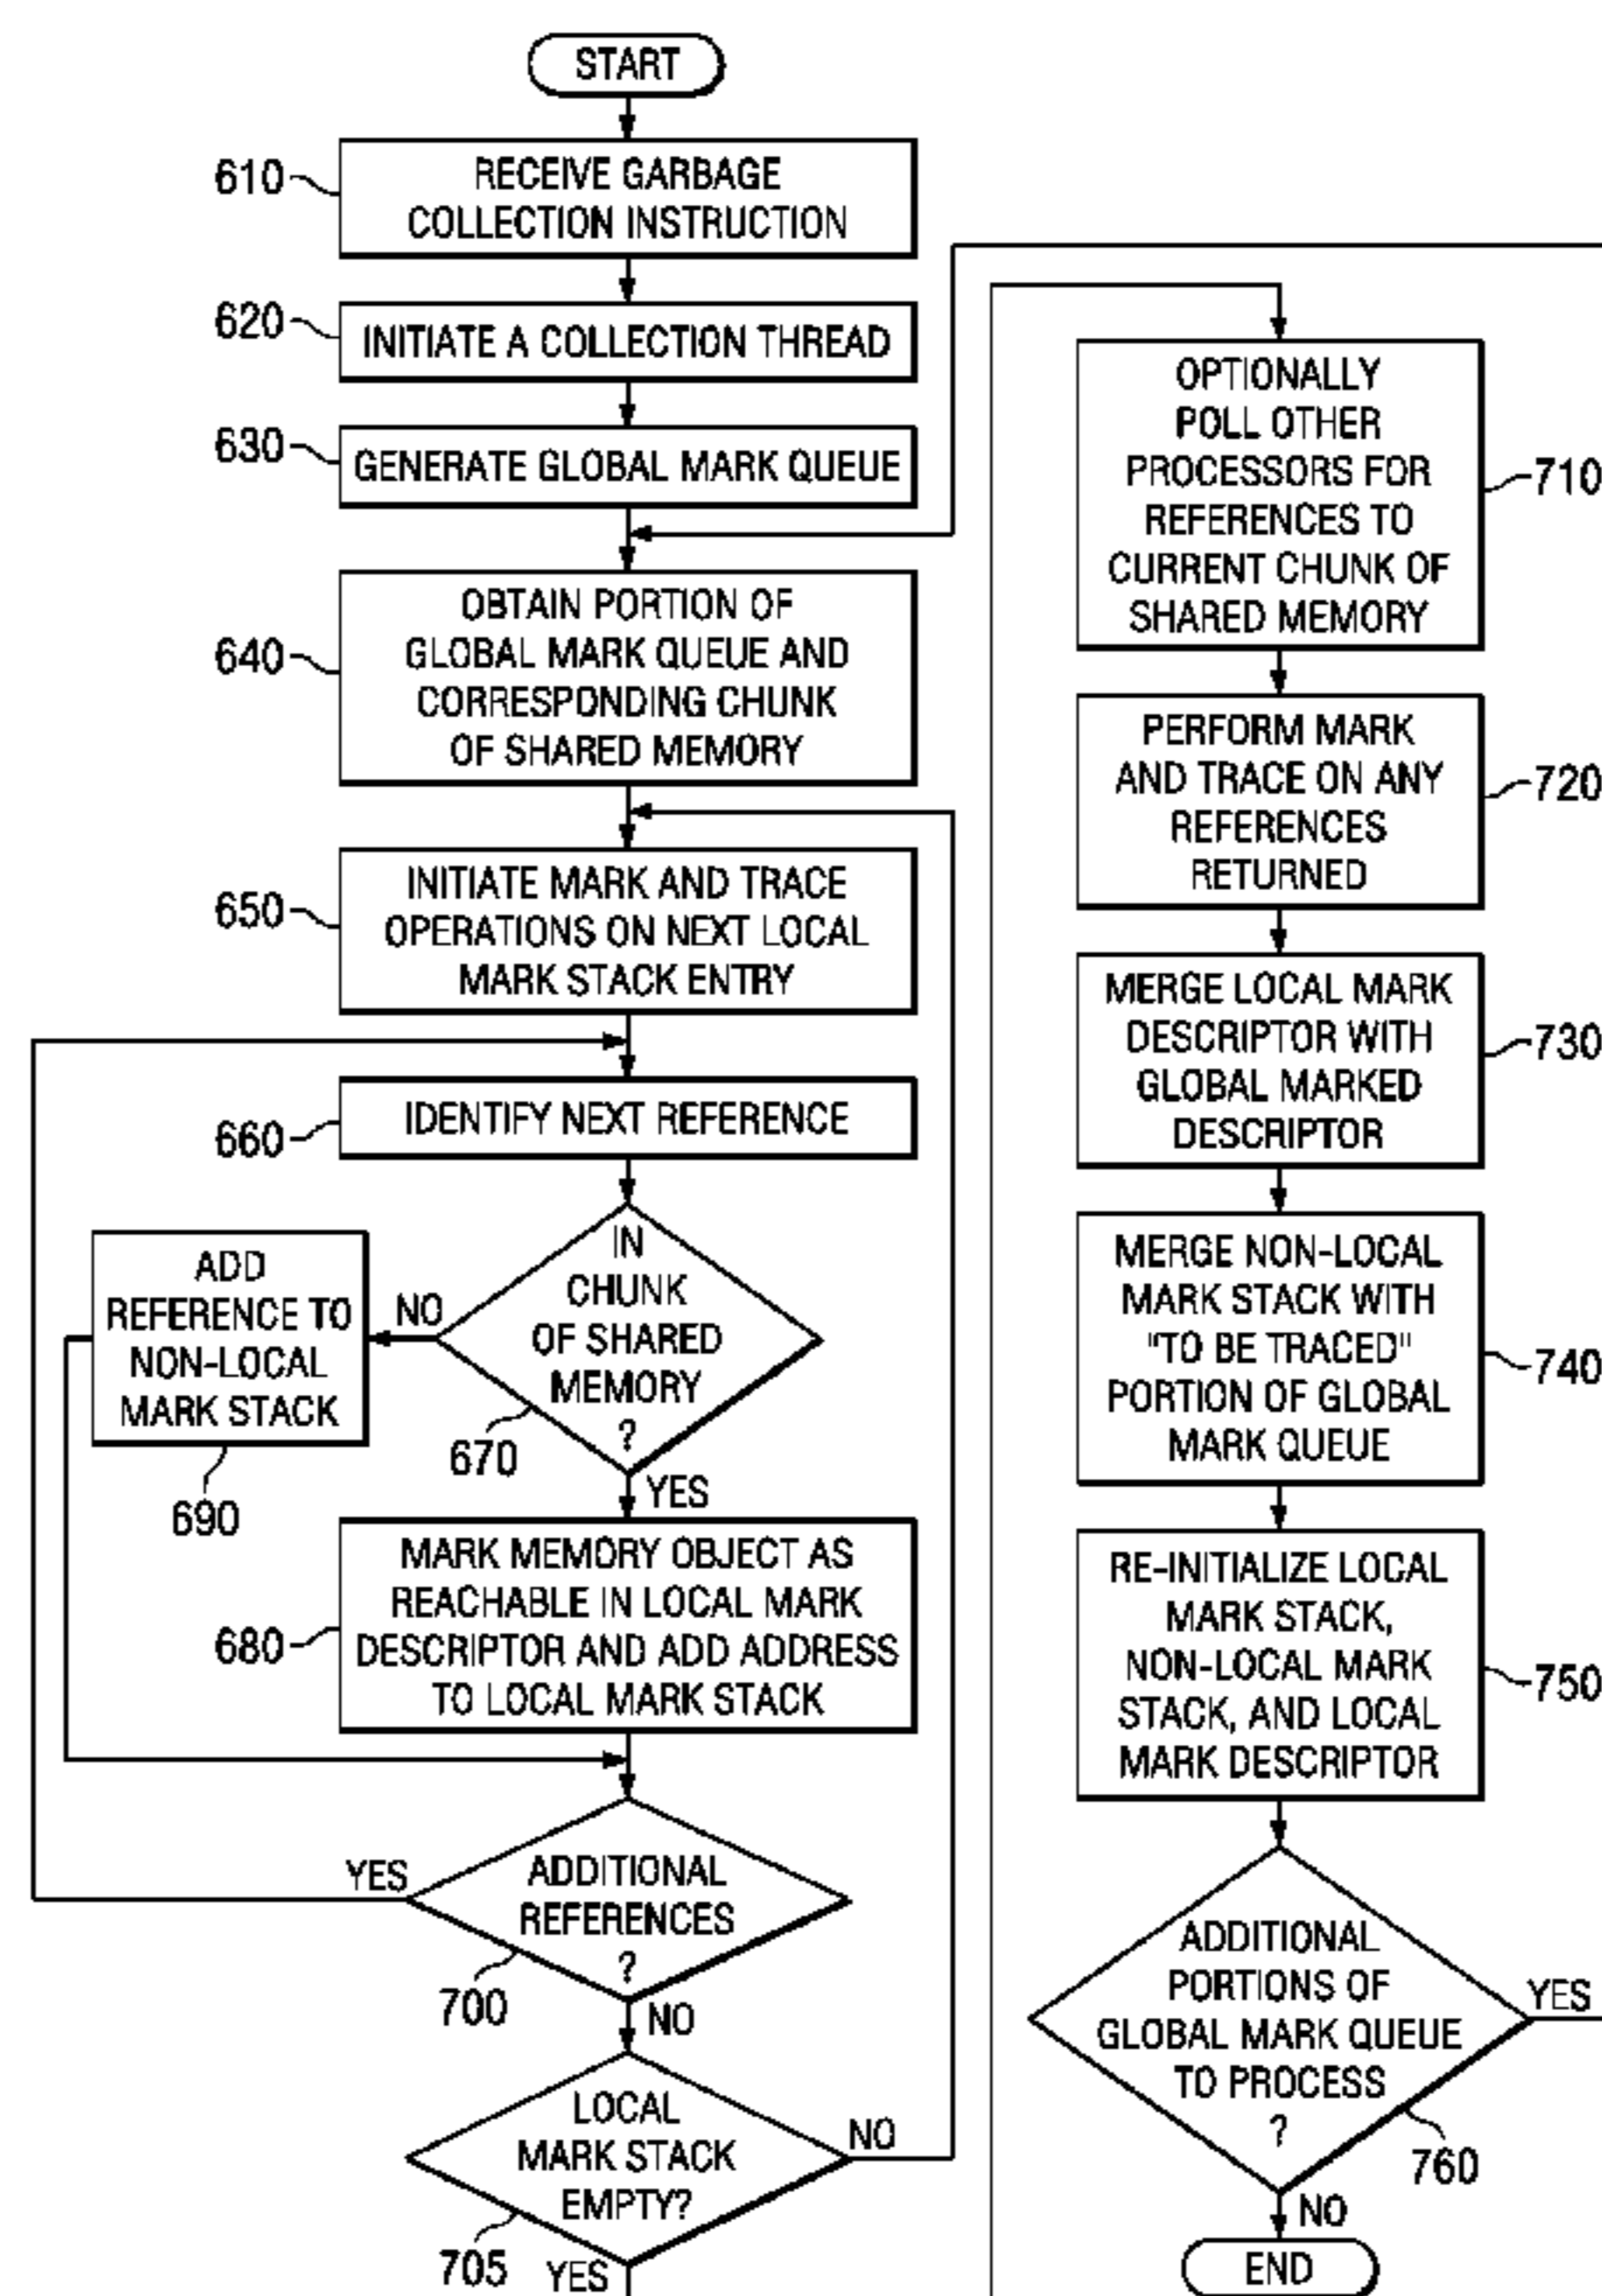 START
610
RECEIVE GARBAGE
COLLECTION INSTRUCTION
620
INITIATE A COLLECTION THREAD
630
GENERATE GLOBAL MARK QUEUE
640
OBTAIN PORTION OF
GLOBAL MARK QUEUE AND
CORRESPONDING CHUNK
OF SHARED MEMORY
650
INITIATE MARK AND TRACE
OPERATIONS ON NEXT LOCAL
MARK STACK ENTRY
660
IDENTIFY NEXT REFERENCE
IN
CHUNK
OF SHARED
MEMORY
?
670
NO
ADD
REFERENCE TO
NON-LOCAL
MARK STACK
690
YES
680
MARK MEMORY OBJECT AS
REACHABLE IN LOCAL MARK
DESCRIPTOR AND ADD ADDRESS
TO LOCAL MARK STACK
YES
ADDITIONAL
REFERENCES
?
700
NO
LOCAL
MARK STACK
EMPTY?
NO
705
YES
OPTIONALLY
POLL OTHER
PROCESSORS FOR
REFERENCES TO
CURRENT CHUNK OF
SHARED MEMORY
710
PERFORM MARK
AND TRACE ON ANY
REFERENCES
RETURNED
720
MERGE LOCAL MARK
DESCRIPTOR WITH
GLOBAL MARKED
DESCRIPTOR
730
MERGE NON-LOCAL
MARK STACK WITH
"TO BE TRACED"
PORTION OF GLOBAL
MARK QUEUE
740
RE-INITIALIZE LOCAL
MARK STACK,
NON-LOCAL MARK
STACK, AND LOCAL
MARK DESCRIPTOR
750
ADDITIONAL
PORTIONS OF
GLOBAL MARK QUEUE
TO PROCESS
?
YES
760
NO
END